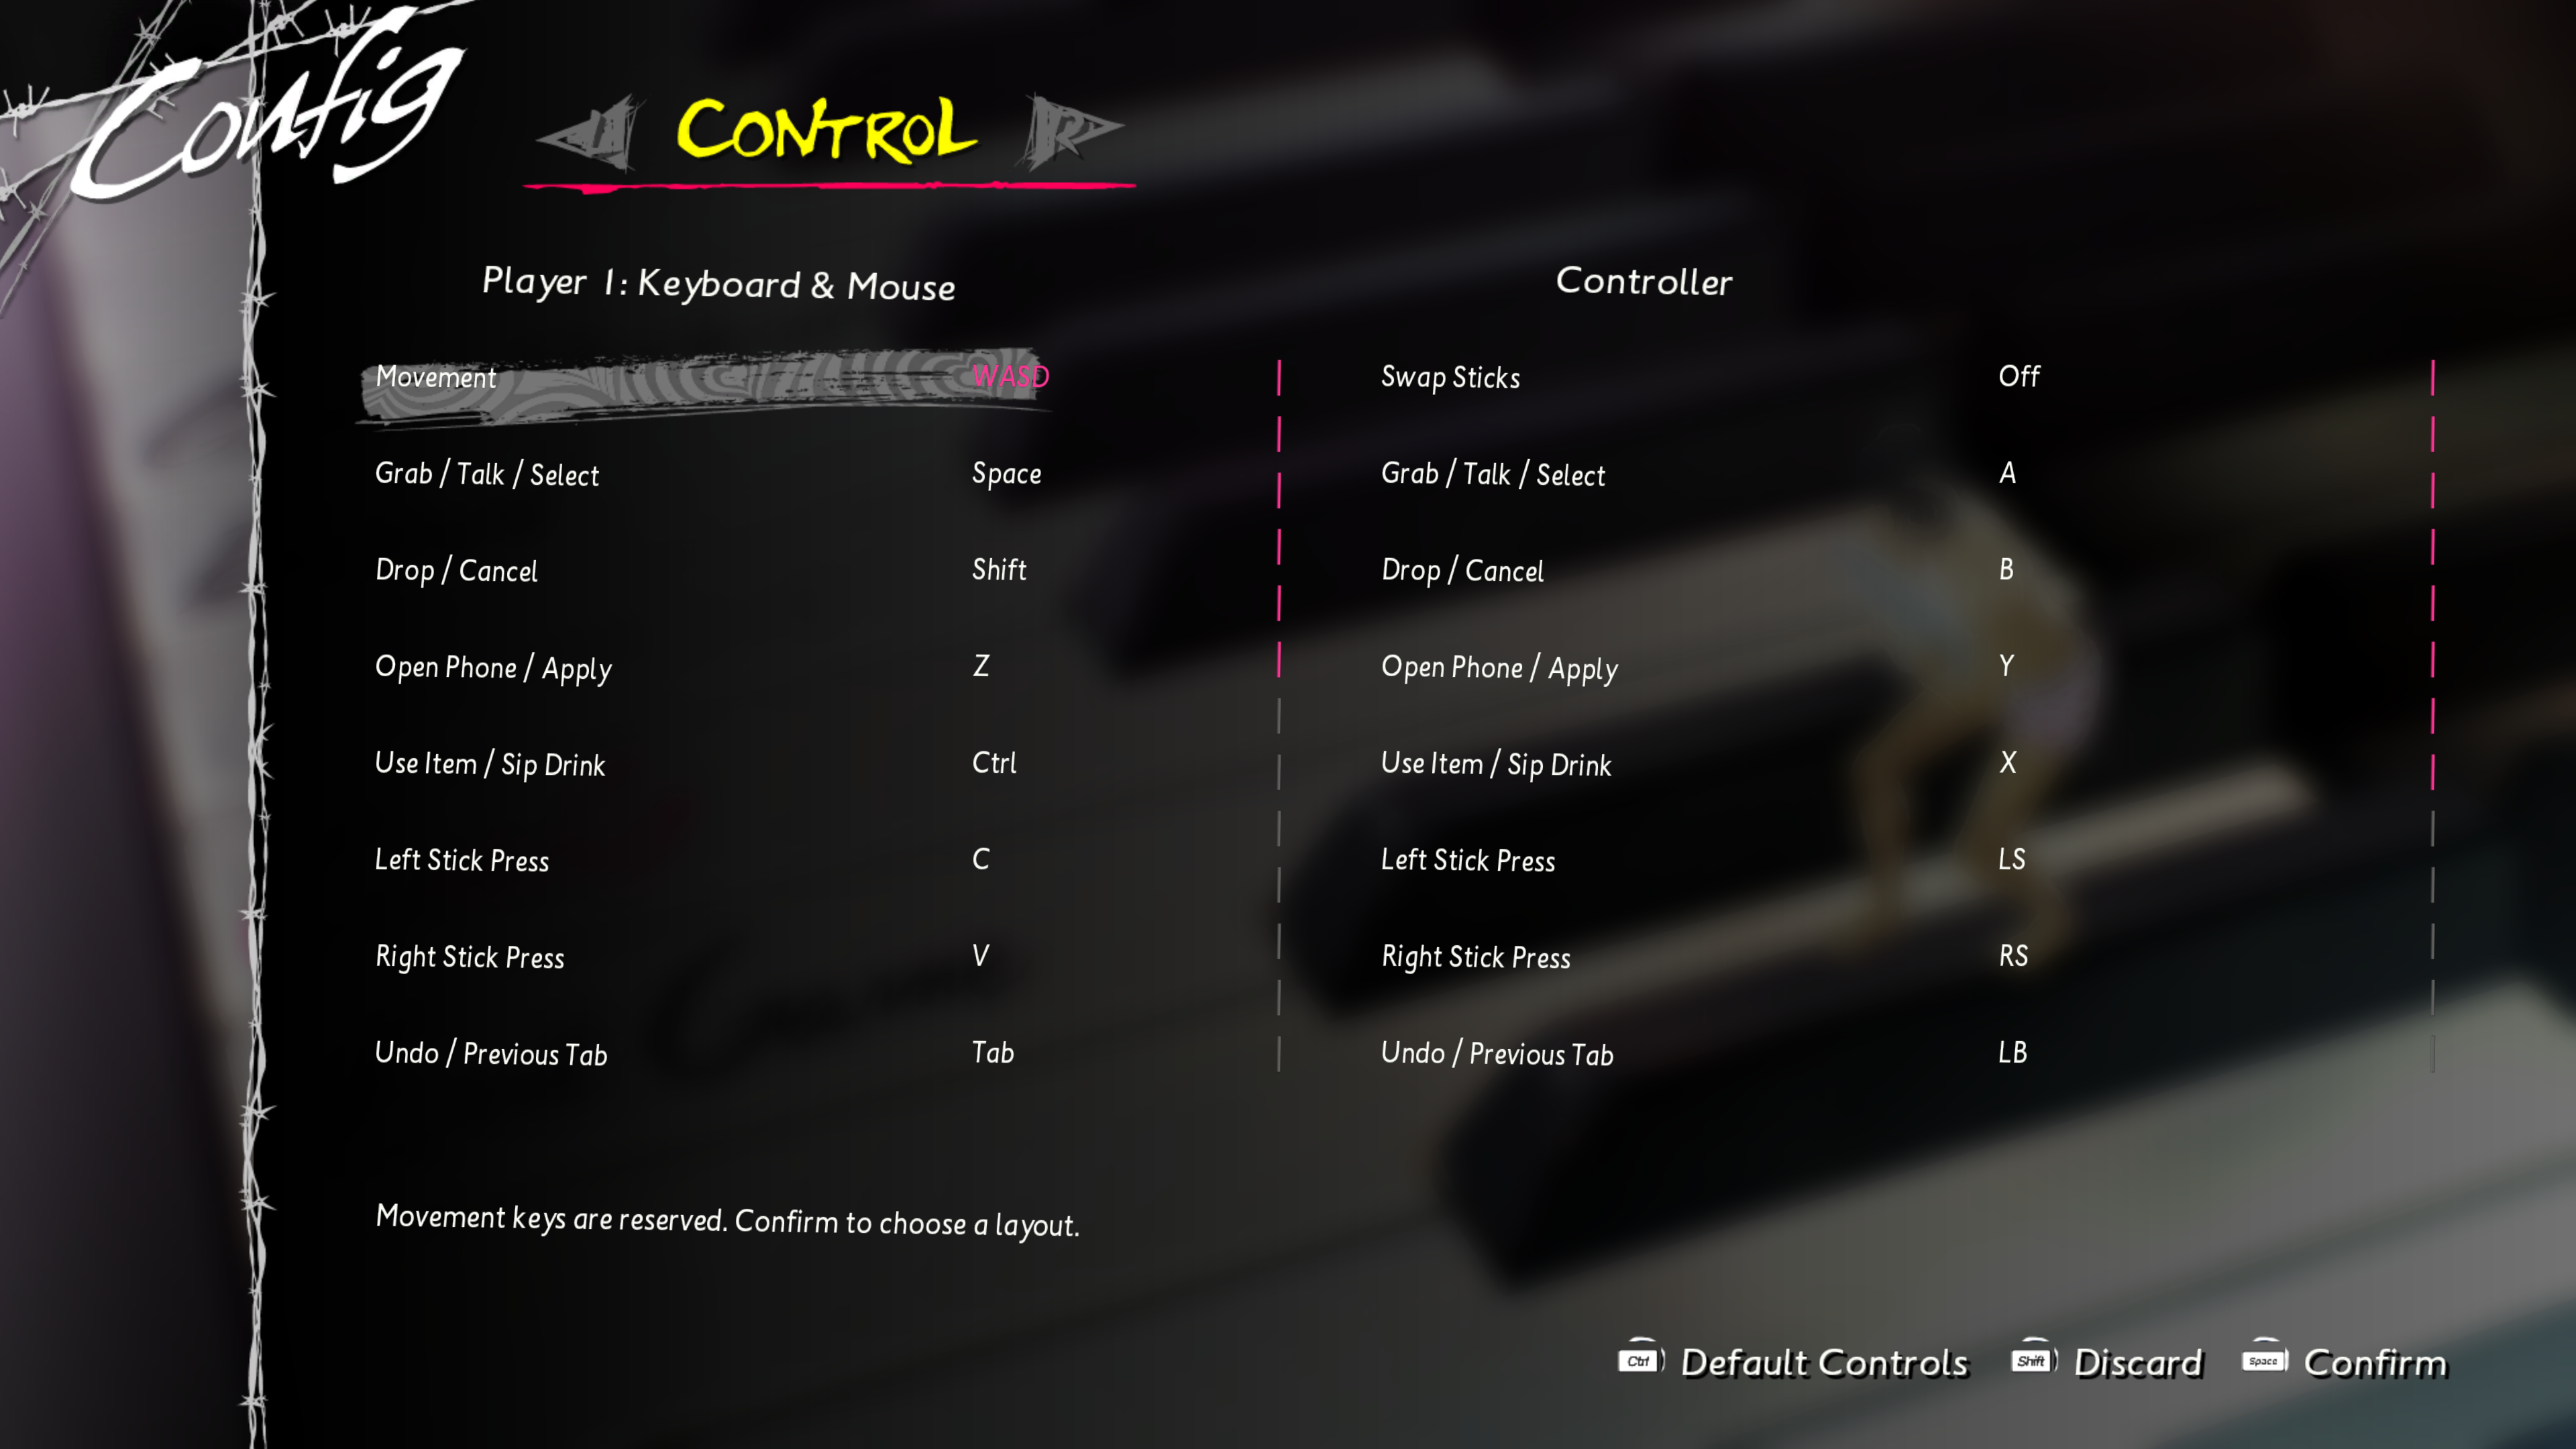 Config
L CONTROL R
Player 1: Keyboard & Mouse
Controller
Movement WASD
Swap Sticks Off
Grab / Talk / Select Space
Grab / Talk / Select A
Drop / Cancel Shift
Drop / Cancel B
Open Phone / Apply Z
Open Phone / Apply Y
Use Item / Sip Drink Ctrl
Use Item / Sip Drink X
Left Stick Press C
Left Stick Press LS
Right Stick Press V
Right Stick Press RS
Undo / Previous Tab Tab
Undo / Previous Tab LB
Movement keys are reserved. Confirm to choose a layout.
Ctrl Default Controls Shift Discard Space Confirm